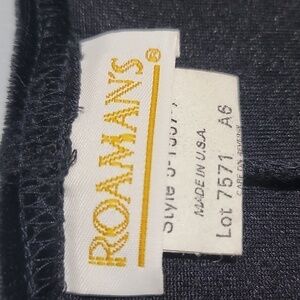 ROAMAN'S®
Style
MADE IN U.S.A.
Lot 7571 A6